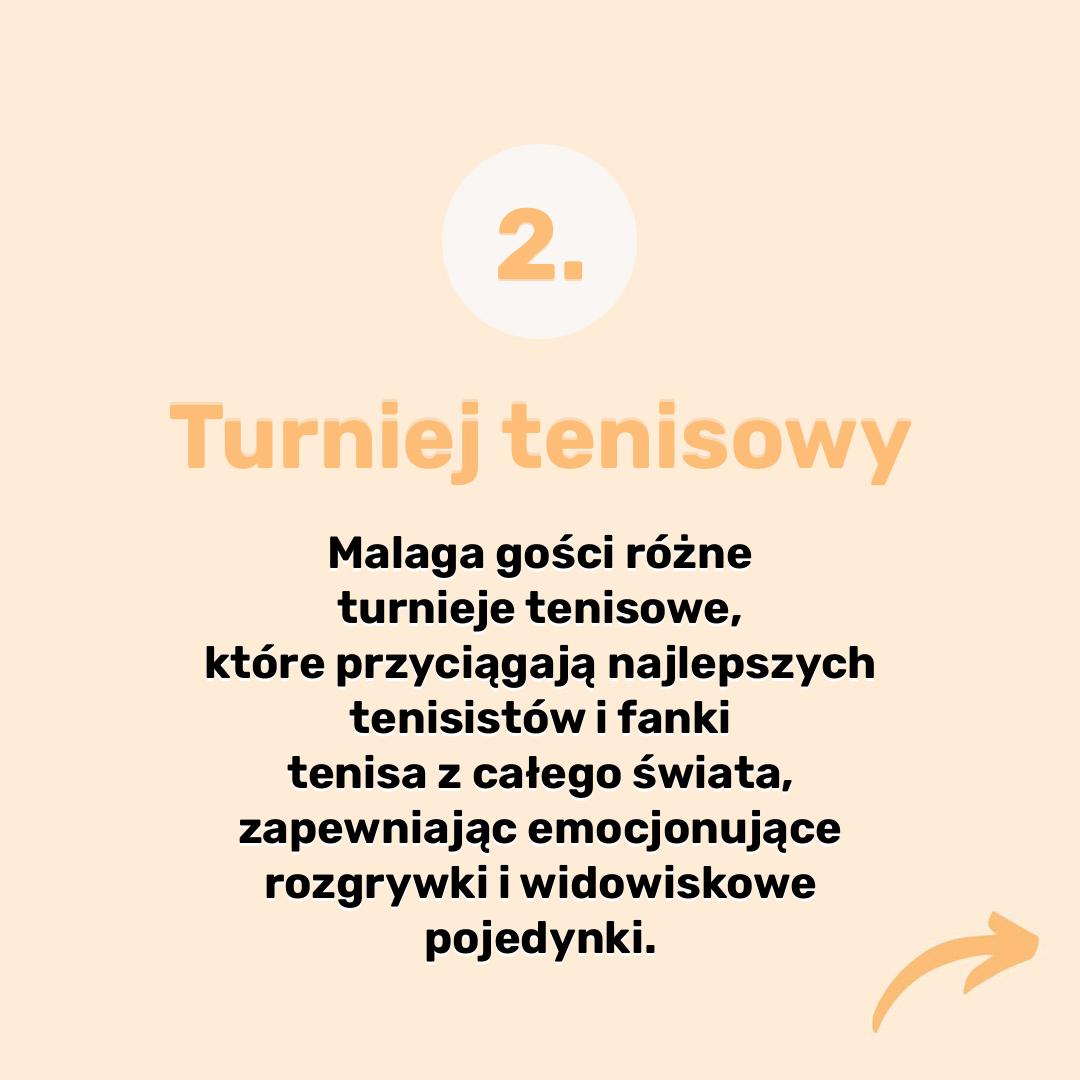 2.
Turniej tenisowy
Malaga gości różne
turnieje tenisowe,
które przyciągają najlepszych
tenisistów i fanki
tenisa z całego świata,
zapewniając emocjonujące
rozgrywki i widowiskowe
pojedynki.